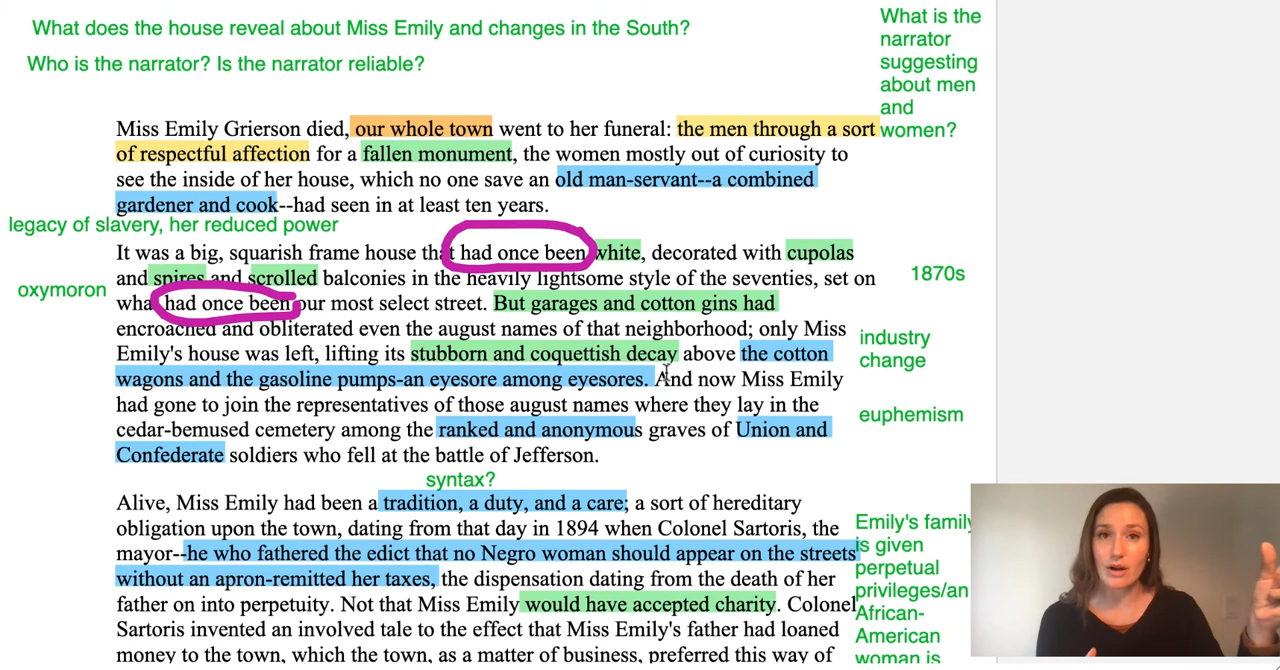 What does the house reveal about Miss Emily and changes in the South?
Who is the narrator? Is the narrator reliable?
What is the
narrator
suggesting
about men
and
women?
Miss Emily Grierson died, our whole town went to her funeral: the men through a sort
of respectful affection for a fallen monument, the women mostly out of curiosity to
see the inside of her house, which no one save an old man-servant--a combined
gardener and cook--had seen in at least ten years.
legacy of slavery, her reduced power
It was a big, squarish frame house that had once been white, decorated with cupolas
and spires and scrolled balconies in the heavily lightsome style of the seventies, set on
1870s
oxymoron
what had once been our most select street. But garages and cotton gins had
encroached and obliterated even the august names of that neighborhood; only Miss
industry
change
Emily's house was left, lifting its stubborn and coquettish decay above the cotton
wagons and the gasoline pumps-an eyesore among eyesores. And now Miss Emily
had gone to join the representatives of those august names where they lay in the
euphemism
cedar-bemused cemetery among the ranked and anonymous graves of Union and
Confederate soldiers who fell at the battle of Jefferson.
syntax?
Alive, Miss Emily had been a tradition, a duty, and a care; a sort of hereditary
obligation upon the town, dating from that day in 1894 when Colonel Sartoris, the
mayor--he who fathered the edict that no Negro woman should appear on the streets
without an apron-remitted her taxes, the dispensation dating from the death of her
father on into perpetuity. Not that Miss Emily would have accepted charity. Colonel
Sartoris invented an involved tale to the effect that Miss Emily's father had loaned
money to the town, which the town, as a matter of business, preferred this way of
Emily's family
is given
perpetual
privileges/an
African-
American
woman is